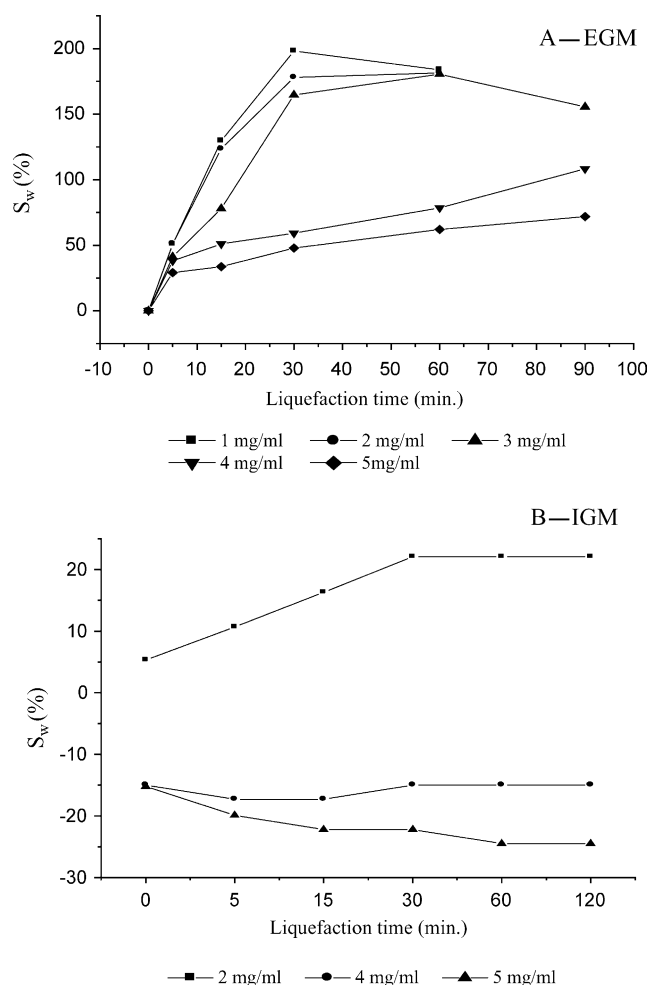 A — EGM
200
150
100
50
0
Sw (%)
-10 0 10 20 30 40 50 60 70 80 90 100
Liquefaction time (min.)
1 mg/ml 2 mg/ml 3 mg/ml
4 mg/ml 5mg/ml
B — IGM
20
10
0
-10
-20
-30
Sw (%)
0 5 15 30 60 120
Liquefaction time (min.)
2 mg/ml 4 mg/ml 5 mg/ml